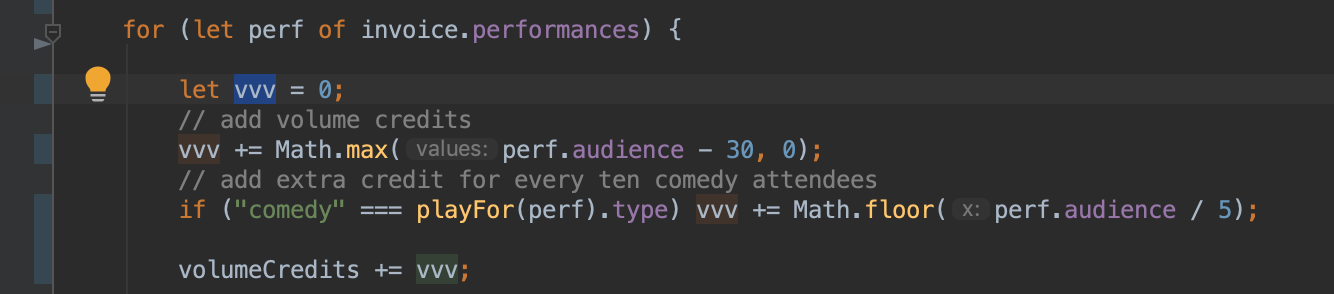 for (let perf of invoice.performances) {
let vvv = 0;
// add volume credits
vvv += Math.max( values: perf.audience - 30, 0);
// add extra credit for every ten comedy attendees
if ("comedy" === playFor(perf).type) vvv += Math.floor( x: perf.audience / 5);
volumeCredits += vvv;